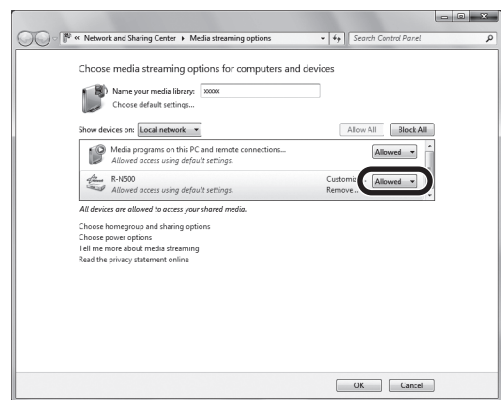 « Network and Sharing Center ▸ Media streaming options
Search Control Panel
Choose media streaming options for computers and devices
Name your media library: xxxxx
Choose default settings...
Show devices on: Local network
Allow All Block All
Media programs on this PC and remote connections...
Allowed access using default settings.
Allowed
R-N500
Allowed access using default settings.
Customiz
Remove
Allowed
All devices are allowed to access your shared media.
Choose homegroup and sharing options
Choose power options
Tell me more about media streaming
Read the privacy statement online
OK Cancel